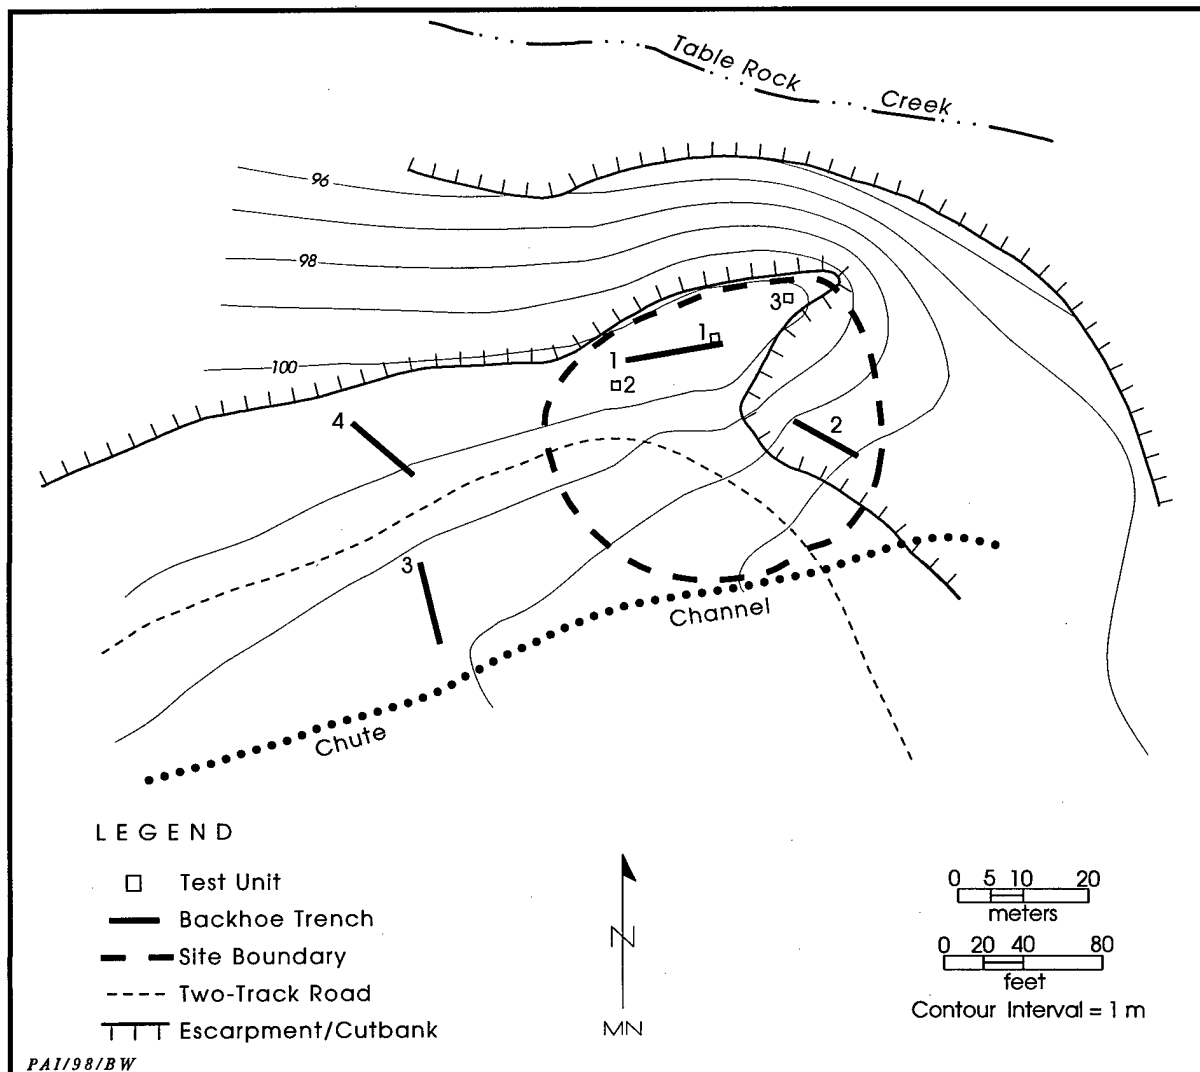 Table Rock Creek
96
98
100
3
1
1
2
4
2
3
Channel
Chute
LEGEND
Test Unit
Backhoe Trench
Site Boundary
Two-Track Road
Escarpment/Cutbank
N
MN
0 5 10 20
meters
0 20 40 80
feet
Contour Interval = 1 m
PAI/98/BW